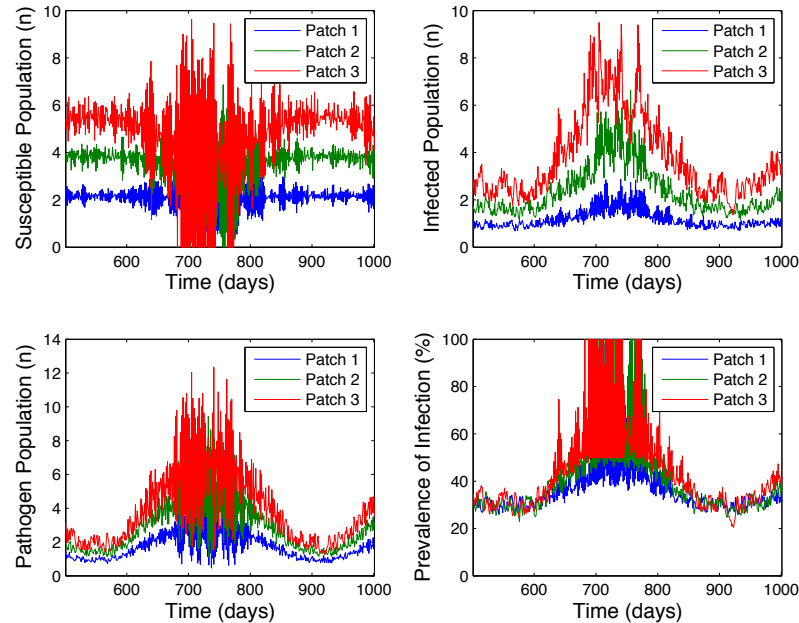 10
8
6
4
2
0
Susceptible Population (n)
600 700 800 900 1000
Time (days)
Patch 1
Patch 2
Patch 3
10
8
6
4
2
0
Infected Population (n)
600 700 800 900 1000
Time (days)
Patch 1
Patch 2
Patch 3
14
12
10
8
6
4
2
0
Pathogen Population (n)
600 700 800 900 1000
Time (days)
Patch 1
Patch 2
Patch 3
100
80
60
40
20
0
Prevalence of Infection (%)
600 700 800 900 1000
Time (days)
Patch 1
Patch 2
Patch 3